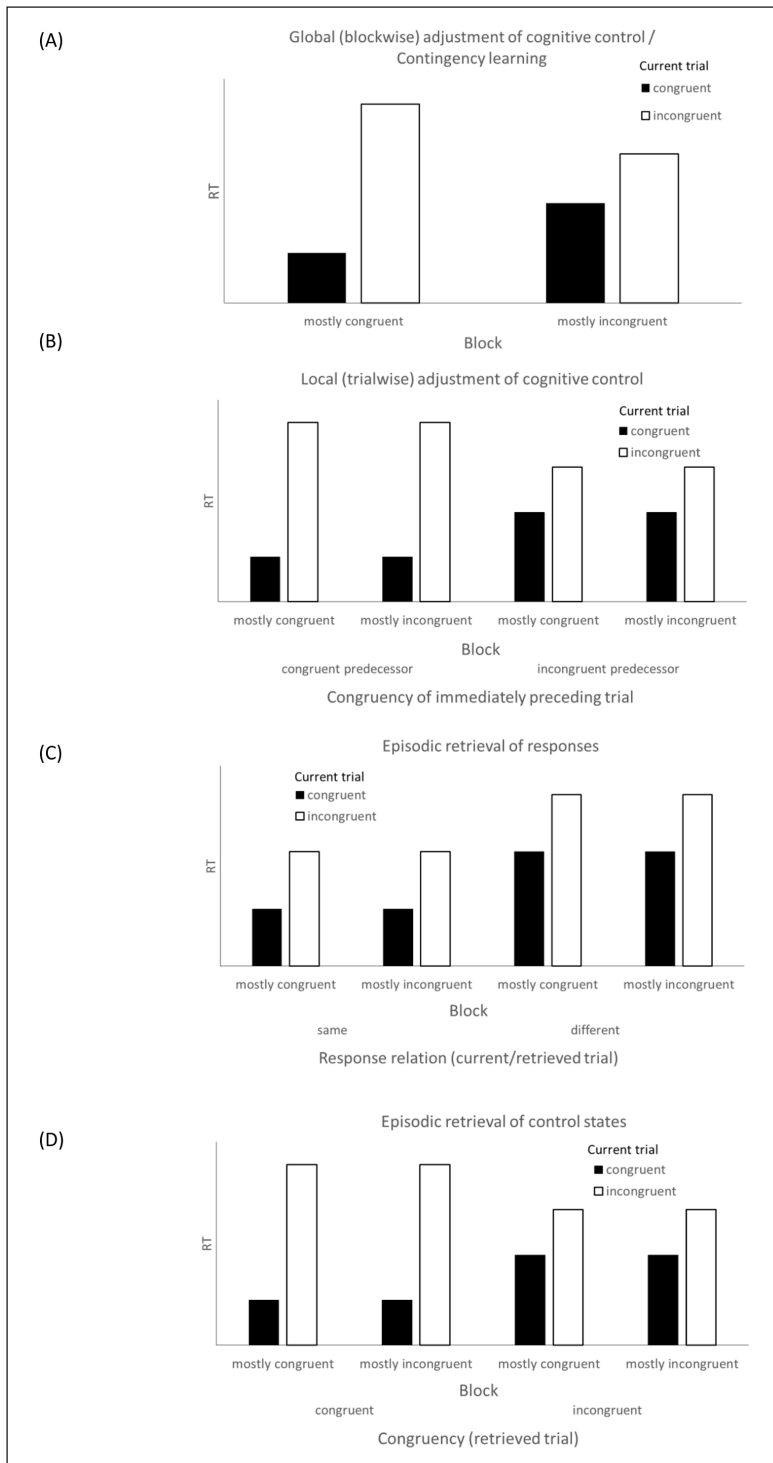 (A)
Global (blockwise) adjustment of cognitive control /
Contingency learning
Current trial
congruent
incongruent
RT
mostly congruent
mostly incongruent
Block
(B)
Local (trialwise) adjustment of cognitive control
Current trial
congruent
incongruent
RT
mostly congruent
mostly incongruent
mostly congruent
mostly incongruent
Block
congruent predecessor
incongruent predecessor
Congruency of immediately preceding trial
(C)
Episodic retrieval of responses
Current trial
congruent
incongruent
RT
mostly congruent
mostly incongruent
mostly congruent
mostly incongruent
Block
same
different
Response relation (current/retrieved trial)
(D)
Episodic retrieval of control states
Current trial
congruent
incongruent
RT
mostly congruent
mostly incongruent
mostly congruent
mostly incongruent
Block
congruent
incongruent
Congruency (retrieved trial)